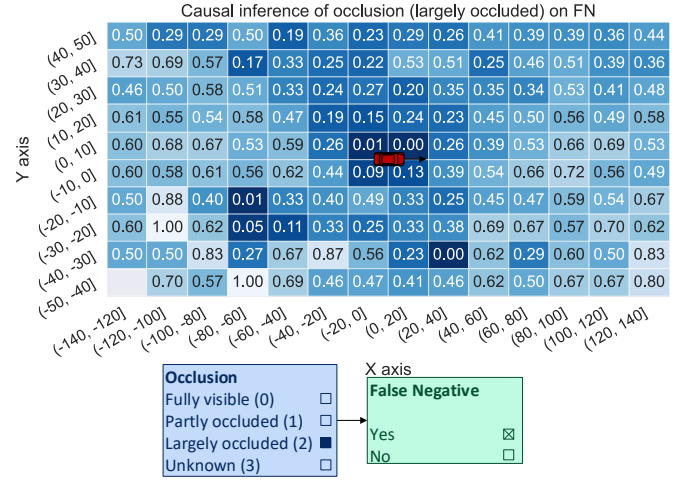 Causal inference of occlusion (largely occluded) on FN
(40, 50] 0.50 0.29 0.29 0.50 0.19 0.36 0.23 0.29 0.26 0.41 0.39 0.39 0.36 0.44
(30, 40] 0.73 0.69 0.57 0.17 0.33 0.25 0.22 0.53 0.51 0.25 0.46 0.51 0.39 0.36
(20, 30] 0.46 0.50 0.58 0.51 0.33 0.24 0.27 0.20 0.35 0.35 0.34 0.53 0.41 0.48
(10, 20] 0.61 0.55 0.54 0.58 0.47 0.19 0.15 0.24 0.23 0.45 0.50 0.56 0.49 0.58
(0, 10] 0.60 0.68 0.67 0.53 0.59 0.26 0.01 0.00 0.26 0.39 0.53 0.66 0.69 0.53
(-10, 0] 0.60 0.58 0.61 0.56 0.62 0.44 0.09 0.13 0.39 0.54 0.66 0.72 0.56 0.49
(-20, -10] 0.50 0.88 0.40 0.01 0.33 0.40 0.49 0.33 0.25 0.45 0.47 0.59 0.54 0.67
(-30, -20] 0.60 1.00 0.62 0.05 0.11 0.33 0.25 0.33 0.38 0.69 0.67 0.57 0.70 0.62
(-40, -30] 0.50 0.50 0.83 0.27 0.67 0.87 0.56 0.23 0.00 0.62 0.29 0.60 0.50 0.83
(-50, -40] 0.70 0.57 1.00 0.69 0.46 0.47 0.41 0.46 0.62 0.50 0.67 0.67 0.80
Y axis
(-140, -120] (-120, -100] (-100, -80] (-80, -60] (-60, -40] (-40, -20] (-20, 0] (0, 20] (20, 40] (40, 60] (60, 80] (80, 100] (100, 120] (120, 140]
X axis
Occlusion
Fully visible (0)
Partly occluded (1)
Largely occluded (2)
Unknown (3)
False Negative
Yes
No